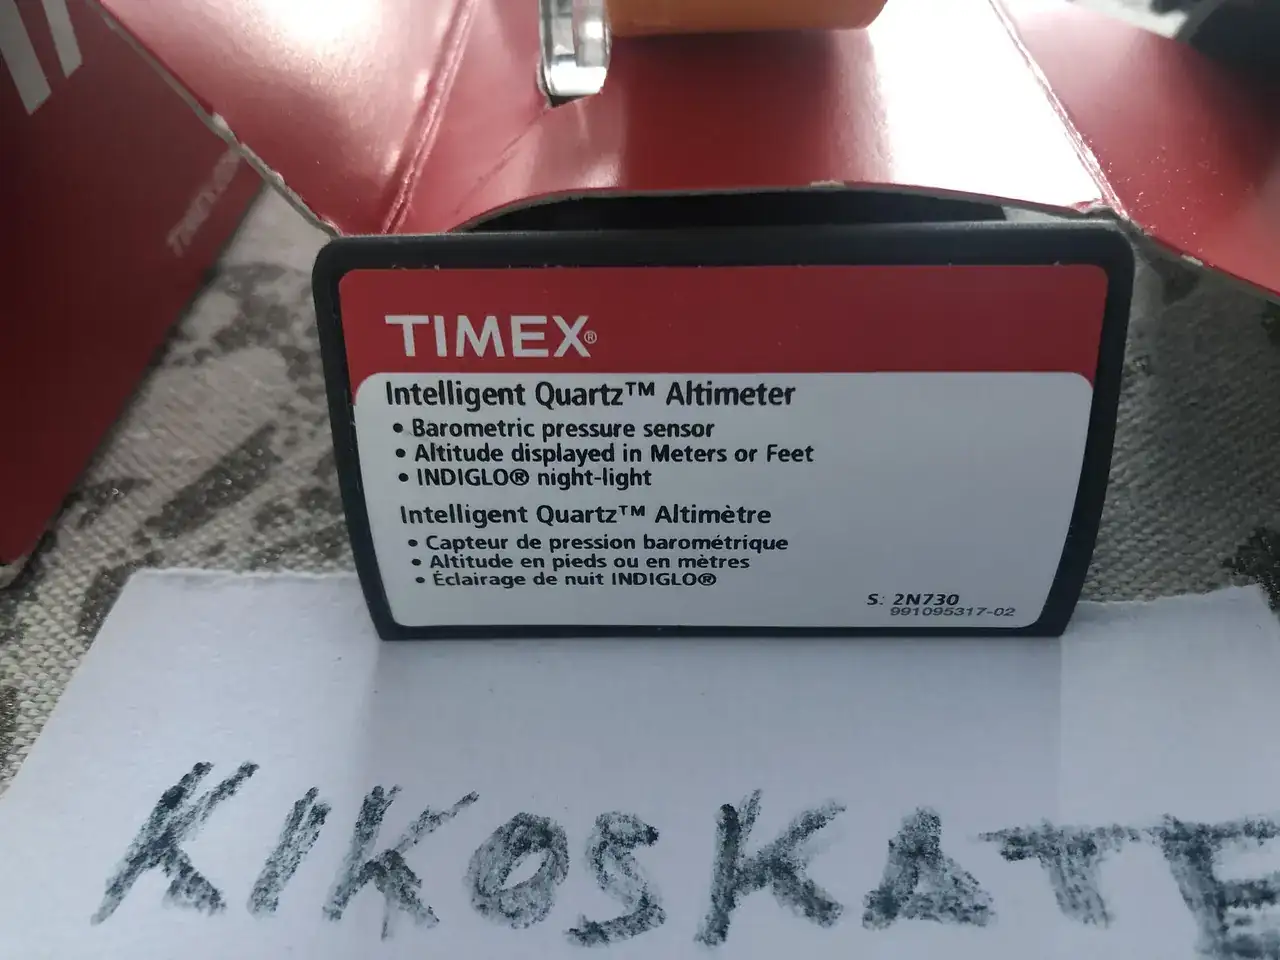 TIMEX®
Intelligent Quartz™ Altimeter
• Barometric pressure sensor
• Altitude displayed in Meters or Feet
• INDIGLO® night-light
Intelligent Quartz™ Altimètre
• Capteur de pression barométrique
• Altitude en pieds ou en mètres
• Éclairage de nuit INDIGLO®
S: 2N730
991095317-02
KIKOSKATE